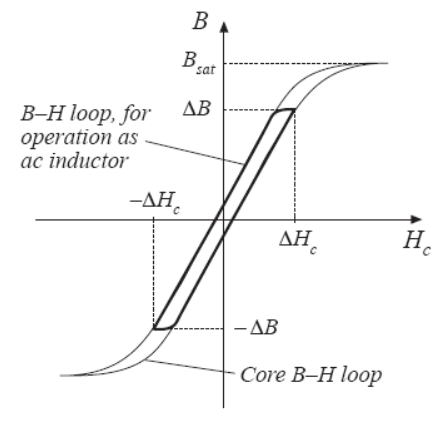 B
B_sat
ΔB
B–H loop, for
operation as
ac inductor
−ΔH_c
ΔH_c
H_c
−ΔB
Core B–H loop